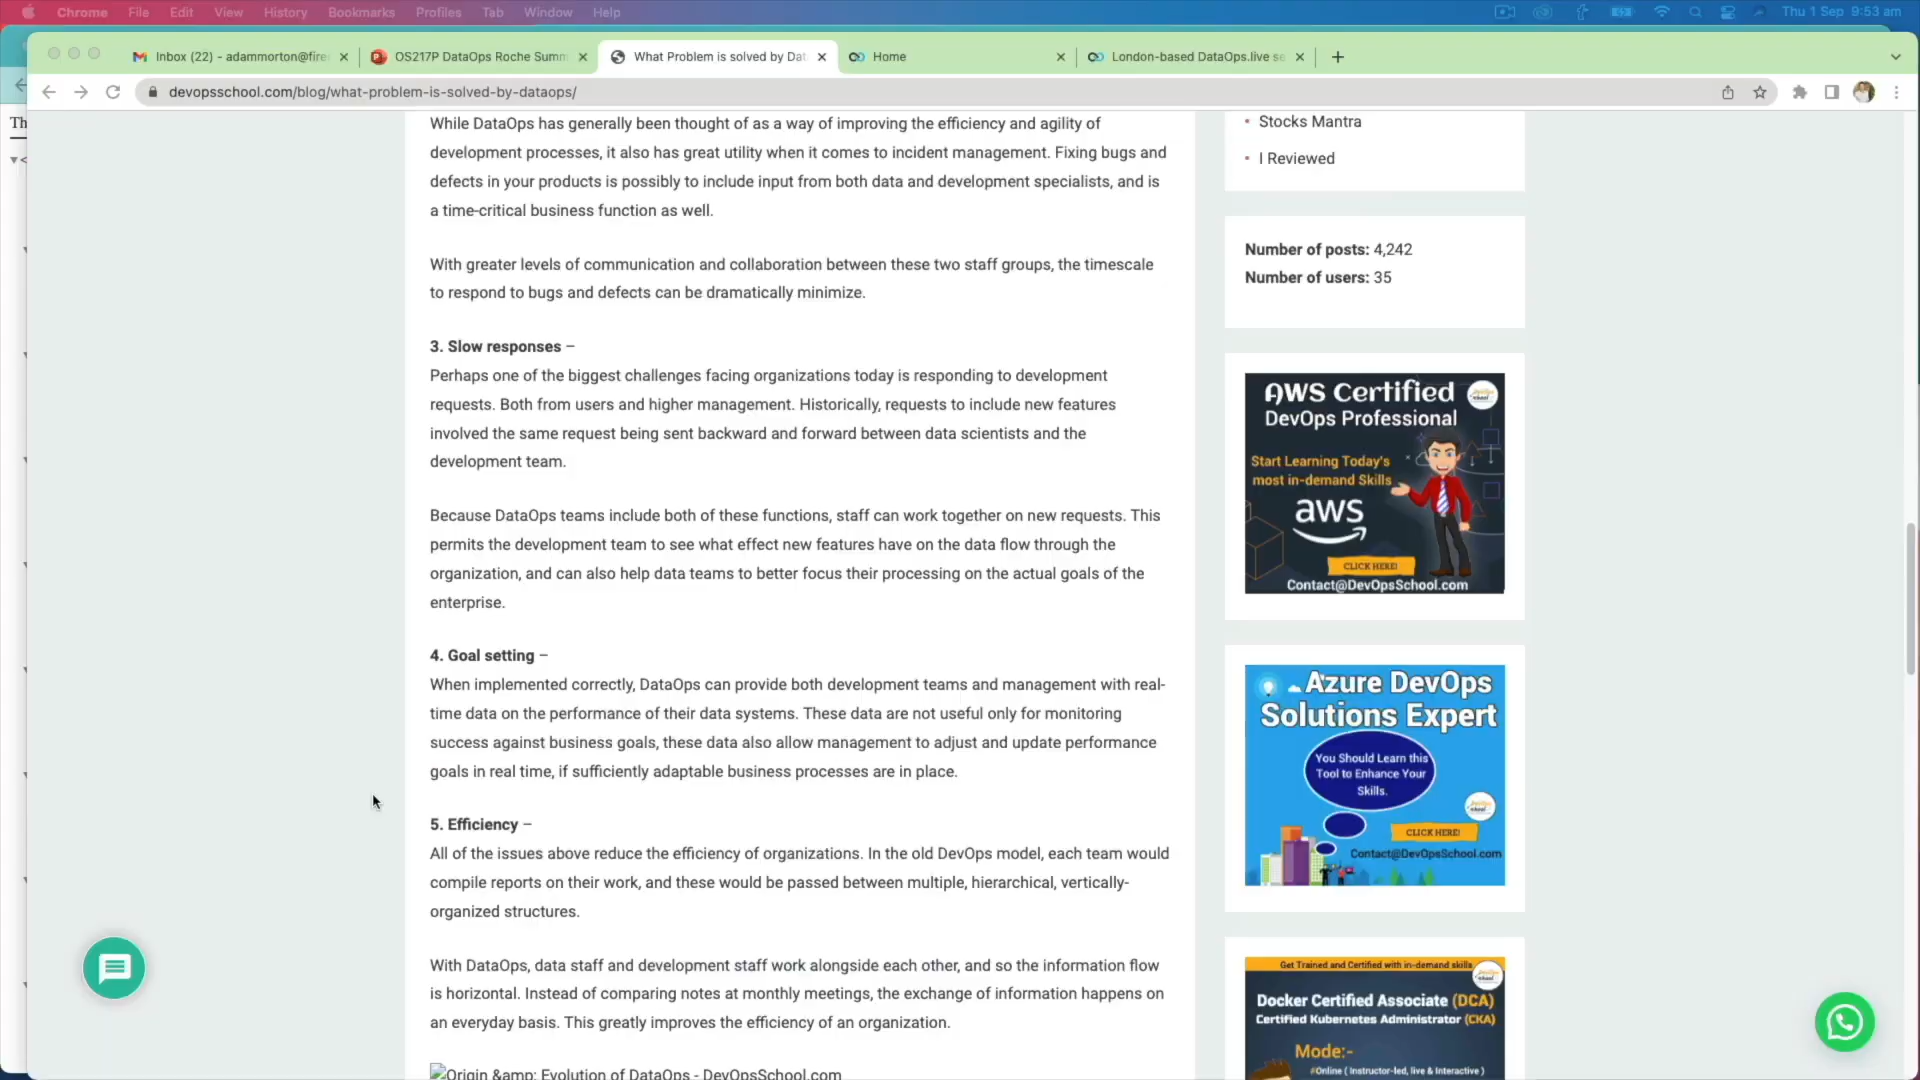 Chrome File Edit View History Bookmarks Profiles Tab Window Help
Thu 1 Sep 9:53 am
Inbox (22) - adammorton@fire
OS217P DataOps Roche Summ
What Problem is solved by Dat
Home
London-based DataOps.live se
devopsschool.com/blog/what-problem-is-solved-by-dataops/
Th
While DataOps has generally been thought of as a way of improving the efficiency and agility of
development processes, it also has great utility when it comes to incident management. Fixing bugs and
defects in your products is possibly to include input from both data and development specialists, and is
a time-critical business function as well.
With greater levels of communication and collaboration between these two staff groups, the timescale
to respond to bugs and defects can be dramatically minimize.
3. Slow responses –
Perhaps one of the biggest challenges facing organizations today is responding to development
requests. Both from users and higher management. Historically, requests to include new features
involved the same request being sent backward and forward between data scientists and the
development team.
Because DataOps teams include both of these functions, staff can work together on new requests. This
permits the development team to see what effect new features have on the data flow through the
organization, and can also help data teams to better focus their processing on the actual goals of the
enterprise.
4. Goal setting –
When implemented correctly, DataOps can provide both development teams and management with real-
time data on the performance of their data systems. These data are not useful only for monitoring
success against business goals, these data also allow management to adjust and update performance
goals in real time, if sufficiently adaptable business processes are in place.
5. Efficiency –
All of the issues above reduce the efficiency of organizations. In the old DevOps model, each team would
compile reports on their work, and these would be passed between multiple, hierarchical, vertically-
organized structures.
With DataOps, data staff and development staff work alongside each other, and so the information flow
is horizontal. Instead of comparing notes at monthly meetings, the exchange of information happens on
an everyday basis. This greatly improves the efficiency of an organization.
Origin &amp; Evolution of DataOps - DevOpsSchool.com
Stocks Mantra
I Reviewed
Number of posts: 4,242
Number of users: 35
AWS Certified
DevOps Professional
Start Learning Today's
most in-demand Skills
aws
CLICK HERE!
Contact@DevOpsSchool.com
Azure DevOps
Solutions Expert
You Should Learn this
Tool to Enhance Your
Skills.
CLICK HERE!
Contact@DevOpsSchool.com
Get Trained and Certified with in-demand skills
Docker Certified Associate (DCA)
Certified Kubernetes Administrator (CKA)
Mode:-
#Online ( Instructor-led, live & Interactive )